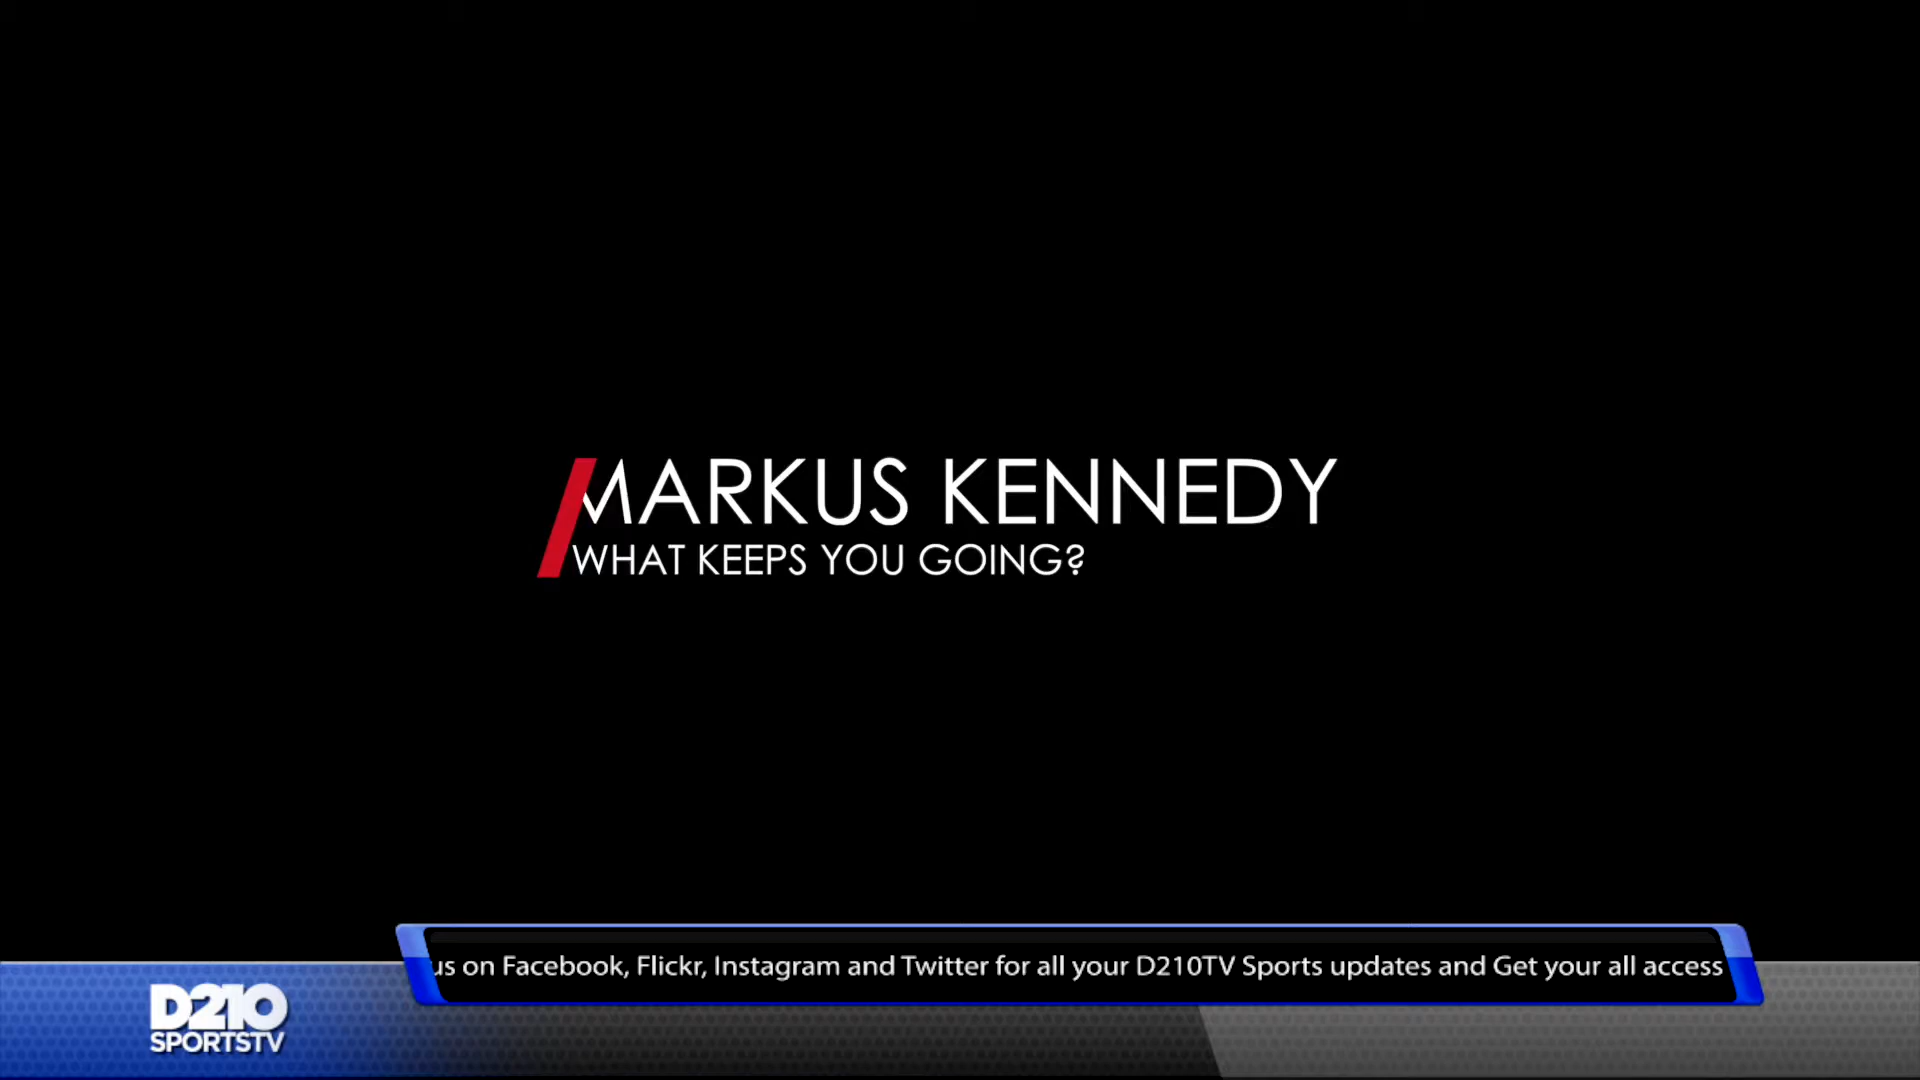 MARKUS KENNEDY
WHAT KEEPS YOU GOING?
us on Facebook, Flickr, Instagram and Twitter for all your D210TV Sports updates and Get your all access
D210
SPORTSTV